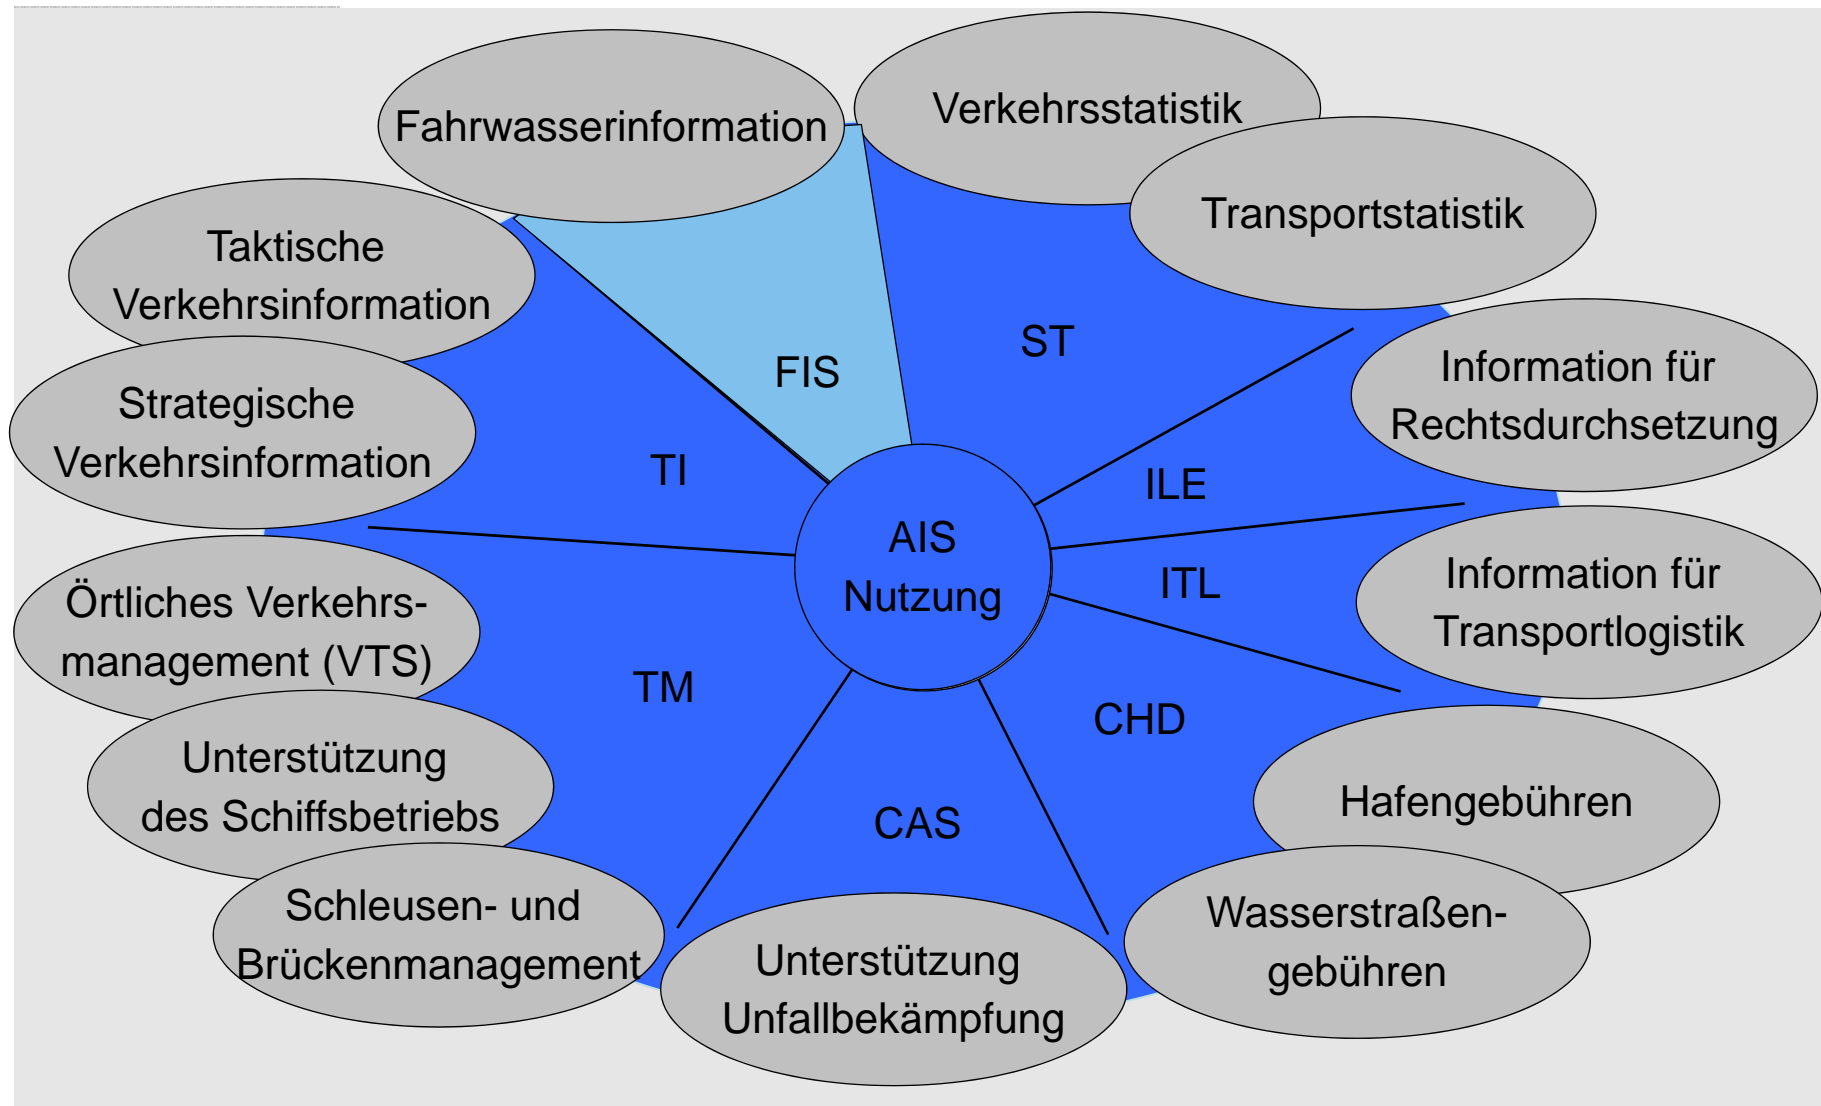 Fahrwasserinformation
Verkehrsstatistik
Transportstatistik
Taktische
Verkehrsinformation
Strategische
Verkehrsinformation
FIS
ST
Information für
Rechtsdurchsetzung
TI
ILE
AIS
Nutzung
ITL
Information für
Transportlogistik
Örtliches Verkehrs-
management (VTS)
TM
CHD
Unterstützung
des Schiffsbetriebs
CAS
Hafengebühren
Schleusen- und
Brückenmanagement
Unterstützung
Unfallbekämpfung
Wasserstraßen-
gebühren